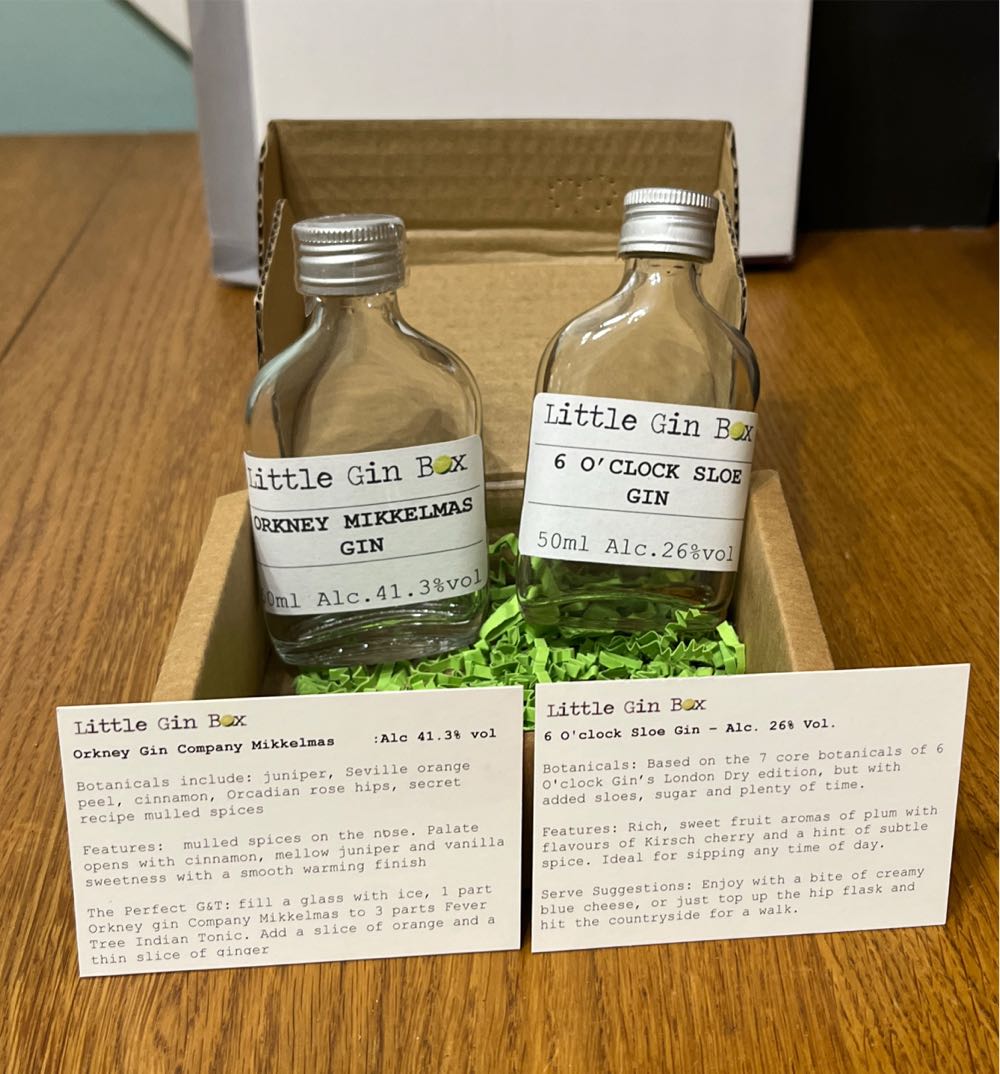 Little Gin Box
ORKNEY MIKKELMAS
GIN
Alc.41.3%vol
Little Gin Box
6 O'CLOCK SLOE
GIN
50ml Alc.26%vol
Little Gin Box
Orkney Gin Company Mikkelmas :Alc 41.3% vol
Botanicals include: juniper, Seville orange
peel, cinnamon, Orcadian rose hips, secret
recipe mulled spices
Features: mulled spices on the nose. Palate
opens with cinnamon, mellow juniper and vanilla
sweetness with a smooth warming finish
The Perfect G&T: fill a glass with ice, 1 part
Orkney gin Company Mikkelmas to 3 parts Fever
Tree Indian Tonic. Add a slice of orange and a
thin slice of ginger
Little Gin Box
6 O'clock Sloe Gin - Alc. 26% Vol.
Botanicals: Based on the 7 core botanicals of 6
O'clock Gin's London Dry edition, but with
added sloes, sugar and plenty of time.
Features: Rich, sweet fruit aromas of plum with
flavours of Kirsch cherry and a hint of subtle
spice. Ideal for sipping any time of day.
Serve Suggestions: Enjoy with a bite of creamy
blue cheese, or just top up the hip flask and
hit the countryside for a walk.